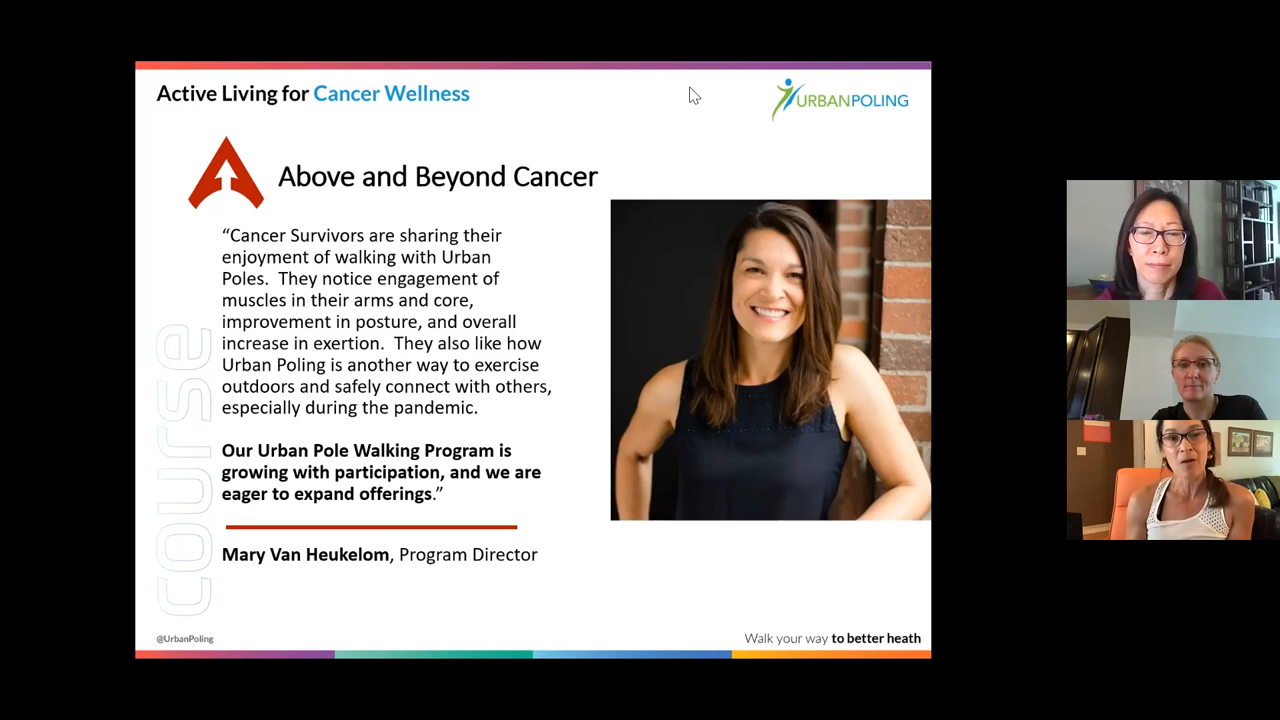 Active Living for Cancer Wellness
URBANPOLING
Above and Beyond Cancer
“Cancer Survivors are sharing their
enjoyment of walking with Urban
Poles. They notice engagement of
muscles in their arms and core,
improvement in posture, and overall
increase in exertion. They also like how
Urban Poling is another way to exercise
outdoors and safely connect with others,
especially during the pandemic.
Our Urban Pole Walking Program is
growing with participation, and we are
eager to expand offerings.”
Mary Van Heukelom, Program Director
course
@UrbanPoling
Walk your way to better heath